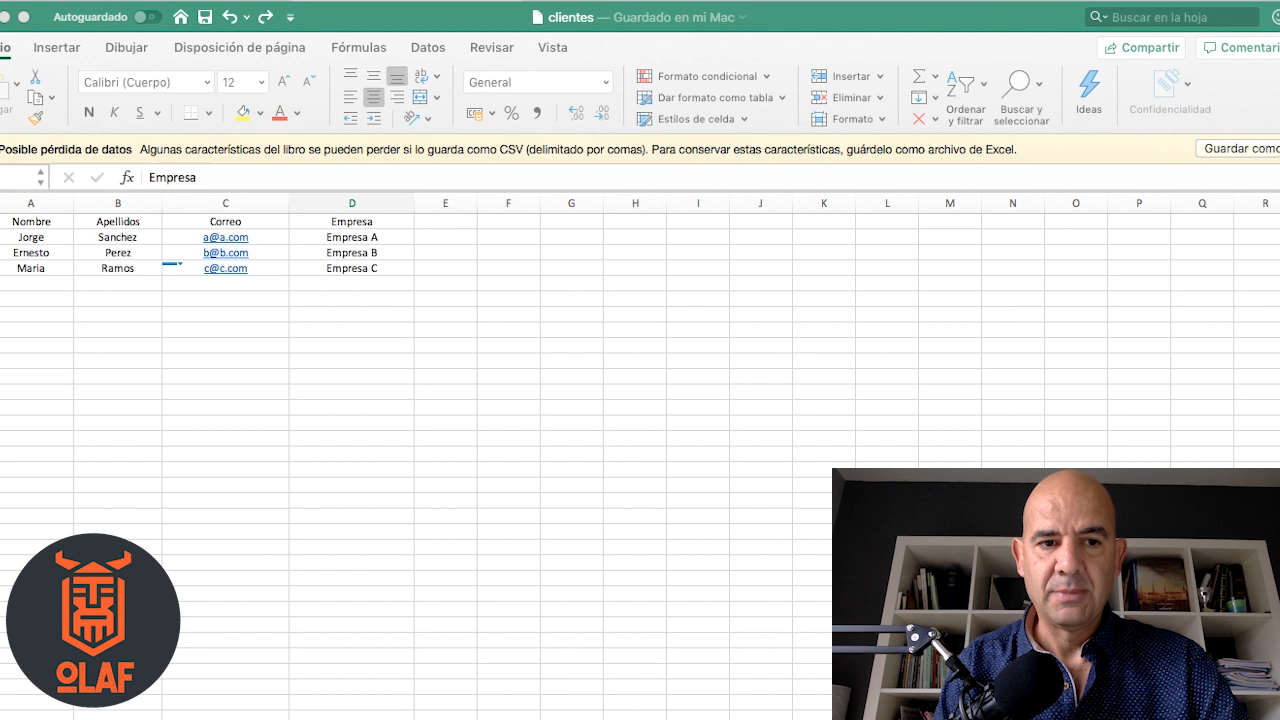 Autoguardado
clientes — Guardado en mi Mac
Buscar en la hoja
io Insertar Dibujar Disposición de página Fórmulas Datos Revisar Vista
Compartir Comentari
Calibri (Cuerpo) 12
General
Formato condicional
Dar formato como tabla
Estilos de celda
Insertar
Eliminar
Formato
Ordenar
y filtrar
Buscar y
seleccionar
Ideas
Confidencialidad
gar
N K S
Posible pérdida de datos Algunas características del libro se pueden perder si lo guarda como CSV (delimitado por comas). Para conservar estas características, guárdelo como archivo de Excel.
Guardar como
fx Empresa
A B C D E F G H I J K L M N O P Q R
Nombre Apellidos Correo Empresa
Jorge Sanchez a@a.com Empresa A
Ernesto Perez b@b.com Empresa B
Maria Ramos c@c.com Empresa C
OLAF